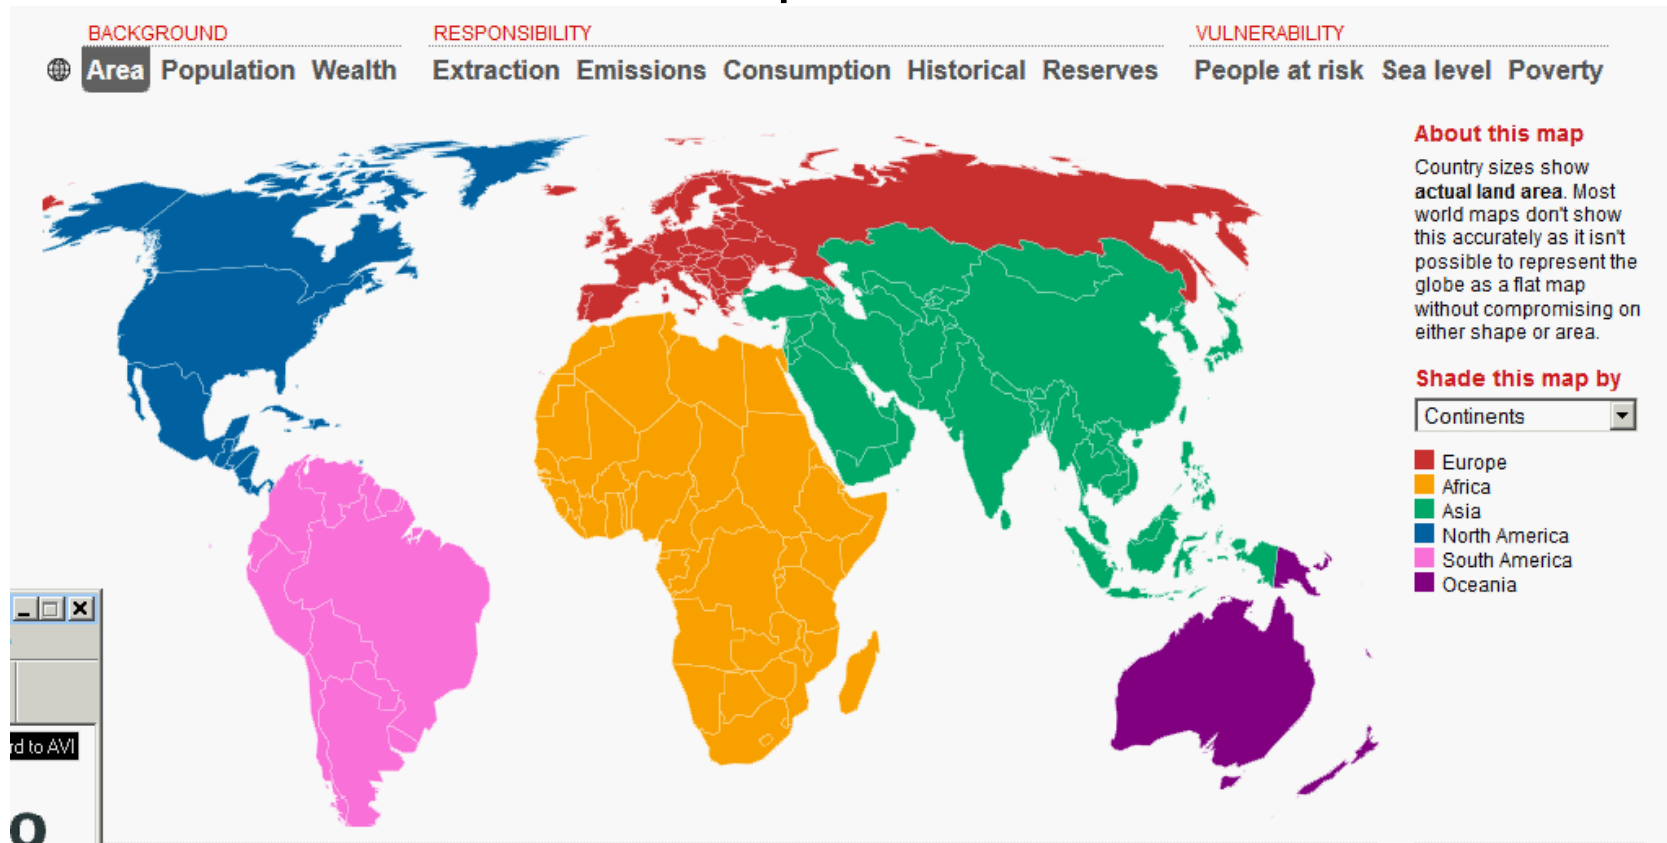 BACKGROUND
RESPONSIBILITY
VULNERABILITY
Area Population Wealth
Extraction Emissions Consumption Historical Reserves
People at risk Sea level Poverty
About this map
Country sizes show
actual land area. Most
world maps don't show
this accurately as it isn't
possible to represent the
globe as a flat map
without compromising on
either shape or area.
Shade this map by
Continents
Europe
Africa
Asia
North America
South America
Oceania
to AVI